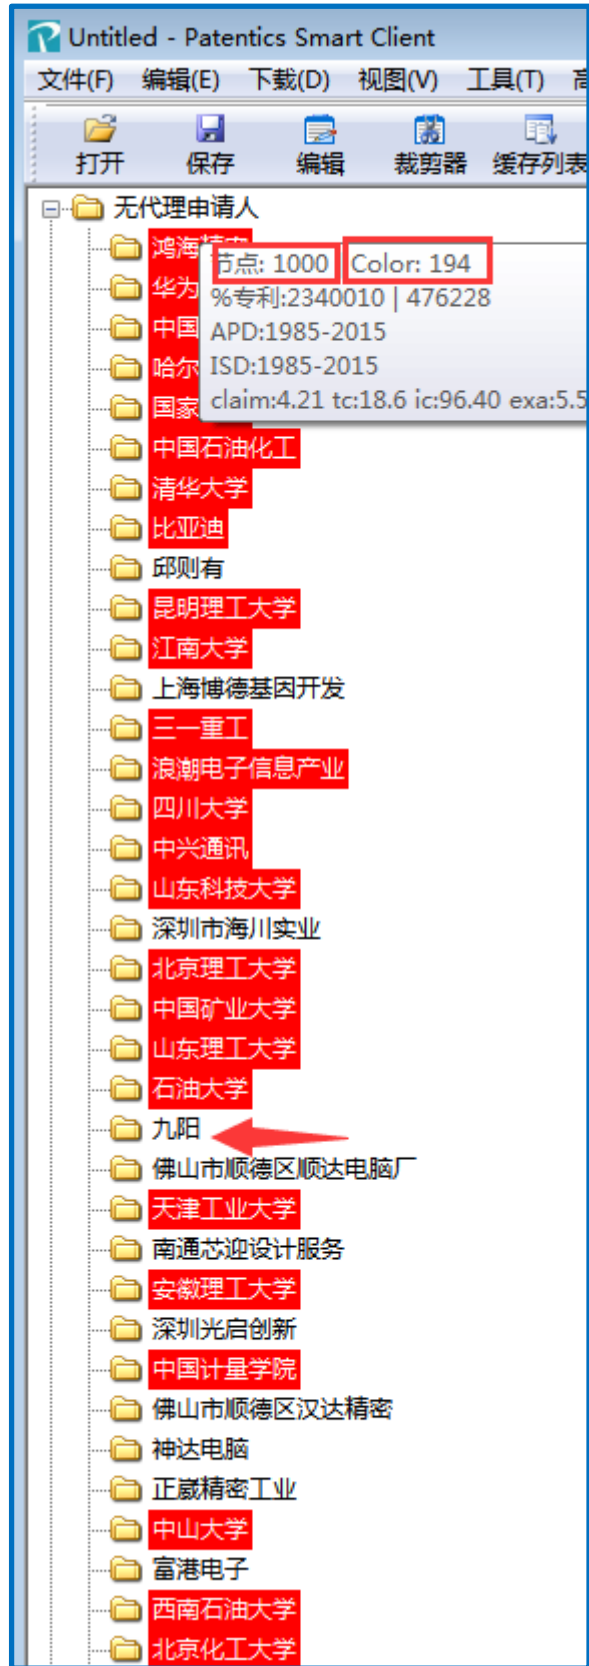 Untitled - Patentics Smart Client
文件(F) 编辑(E) 下载(D) 视图(V) 工具(T)
打开 保存 编辑 裁剪器 缓存列表
无代理申请人
鸿海精密
节点: 1000 Color: 194
华为
%专利:2340010 | 476228
中国
APD:1985-2015
哈尔
ISD:1985-2015
国家
claim:4.21 tc:18.6 ic:96.40 exa:5.5
中国石油化工
清华大学
比亚迪
邱则有
昆明理工大学
江南大学
上海博德基因开发
三一重工
浪潮电子信息产业
四川大学
中兴通讯
山东科技大学
深圳市海川实业
北京理工大学
中国矿业大学
山东理工大学
石油大学
九阳
佛山市顺德区顺达电脑厂
天津工业大学
南通芯迎设计服务
安徽理工大学
深圳光启创新
中国计量学院
佛山市顺德区汉达精密
神达电脑
正崴精密工业
中山大学
富港电子
西南石油大学
北京化工大学